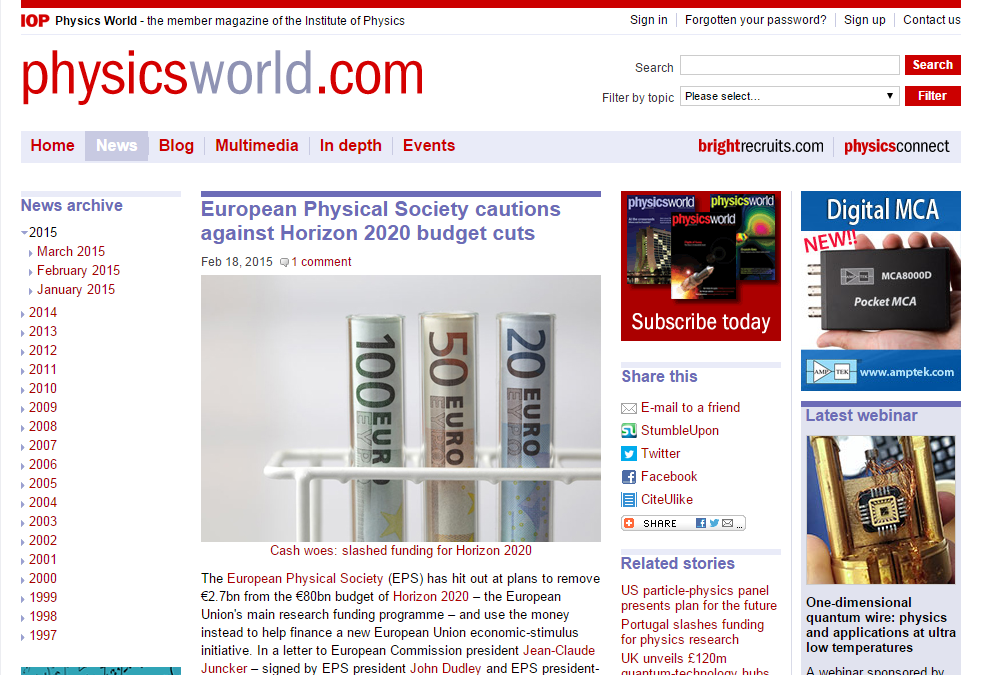 IOP Physics World - the member magazine of the Institute of Physics
Sign in
Forgotten your password?
Sign up
Contact us
physicsworld.com
Search
Search
Filter by topic
Please select...
Filter
Home
News
Blog
Multimedia
In depth
Events
brightrecruits.com
physicsconnect
News archive
2015
March 2015
February 2015
January 2015
2014
2013
2012
2011
2010
2009
2008
2007
2006
2005
2004
2003
2002
2001
2000
1999
1998
1997
European Physical Society cautions
against Horizon 2020 budget cuts
Feb 18, 2015 1 comment
100 EUR
50 EURO
ΕΥΡΩ
20 EURO
ΕΥΡΩ
Cash woes: slashed funding for Horizon 2020
The European Physical Society (EPS) has hit out at plans to remove
€2.7bn from the €80bn budget of Horizon 2020 – the European
Union's main research funding programme – and use the money
instead to help finance a new European Union economic-stimulus
initiative. In a letter to European Commission president Jean-Claude
Juncker – signed by EPS president John Dudley and EPS president-
physicsworld
physicsworld
physicsworld
Subscribe today
Share this
E-mail to a friend
StumbleUpon
Twitter
Facebook
CiteUlike
SHARE ...
Related stories
US particle-physics panel
presents plan for the future
Portugal slashes funding
for physics research
UK unveils £120m
quantum-technology hubs
Digital MCA
NEW!!
AMPTEK
MCA8000D
Pocket MCA
AMP TEK www.amptek.com
Latest webinar
One-dimensional
quantum wire: physics
and applications at ultra
low temperatures
A webinar sponsored by